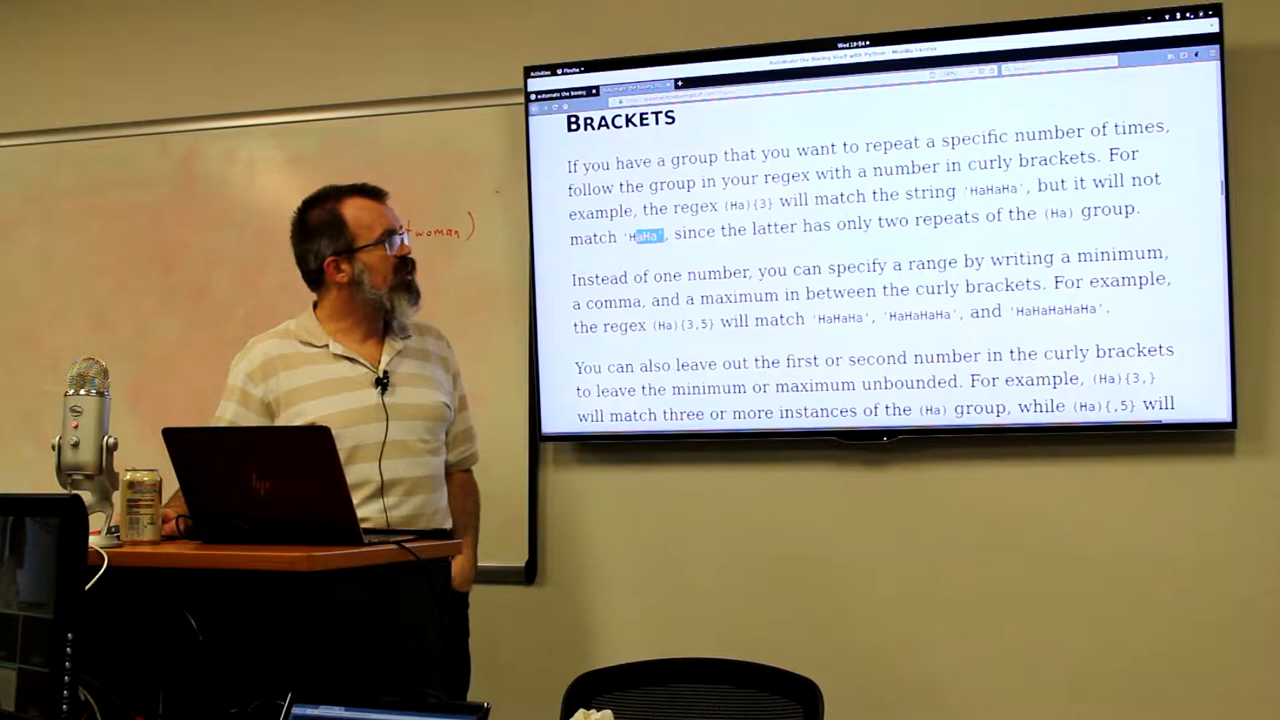 Activities Firefox
Wed 19:54
Automate the Boring Stuff with Python - Mozilla Firefox
automate the boring
BRACKETS
If you have a group that you want to repeat a specific number of times,
follow the group in your regex with a number in curly brackets. For
example, the regex (Ha){3} will match the string 'HaHaHa', but it will not
match 'HaHa', since the latter has only two repeats of the (Ha) group.
Instead of one number, you can specify a range by writing a minimum,
a comma, and a maximum in between the curly brackets. For example,
the regex (Ha){3,5} will match 'HaHaHa', 'HaHaHaHa', and 'HaHaHaHaHa'.
You can also leave out the first or second number in the curly brackets
to leave the minimum or maximum unbounded. For example, (Ha){3,}
will match three or more instances of the (Ha) group, while (Ha){,5} will
woman)
hp